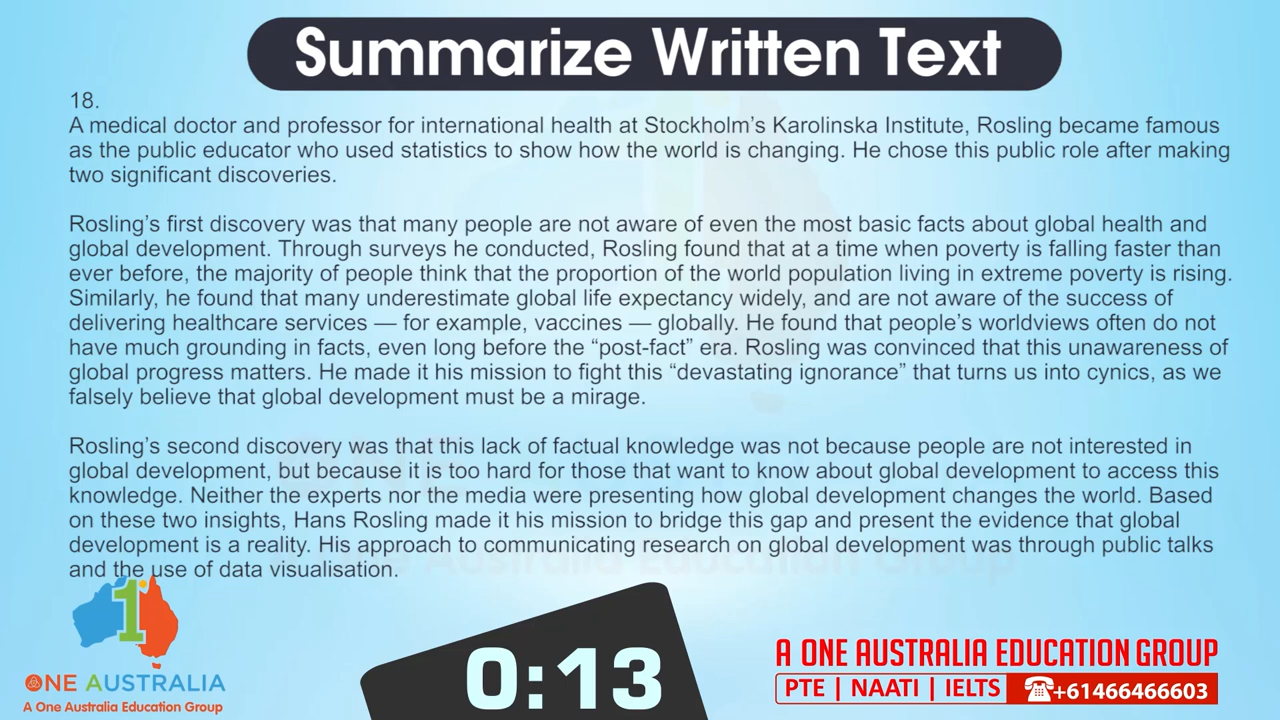 Summarize Written Text
18.
A medical doctor and professor for international health at Stockholm's Karolinska Institute, Rosling became famous
as the public educator who used statistics to show how the world is changing. He chose this public role after making
two significant discoveries.
Rosling's first discovery was that many people are not aware of even the most basic facts about global health and
global development. Through surveys he conducted, Rosling found that at a time when poverty is falling faster than
ever before, the majority of people think that the proportion of the world population living in extreme poverty is rising.
Similarly, he found that many underestimate global life expectancy widely, and are not aware of the success of
delivering healthcare services — for example, vaccines — globally. He found that people's worldviews often do not
have much grounding in facts, even long before the “post-fact” era. Rosling was convinced that this unawareness of
global progress matters. He made it his mission to fight this “devastating ignorance” that turns us into cynics, as we
falsely believe that global development must be a mirage.
Rosling's second discovery was that this lack of factual knowledge was not because people are not interested in
global development, but because it is too hard for those that want to know about global development to access this
knowledge. Neither the experts nor the media were presenting how global development changes the world. Based
on these two insights, Hans Rosling made it his mission to bridge this gap and present the evidence that global
development is a reality. His approach to communicating research on global development was through public talks
and the use of data visualisation.
1
ONE AUSTRALIA
A One Australia Education Group
0:13
A ONE AUSTRALIA EDUCATION GROUP
PTE | NAATI | IELTS
+61466466603